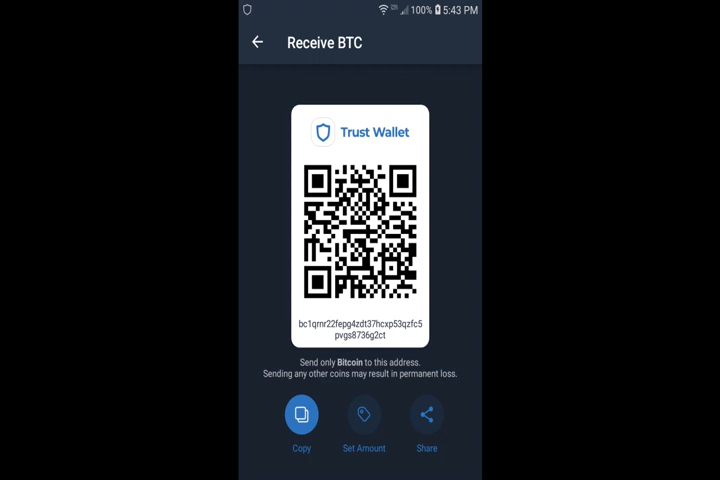 100% 5:43 PM
Receive BTC
Trust Wallet
bc1qrnr22fepg4zdt37hcxp53qzfc5
pvgs8736g2ct
Send only Bitcoin to this address.
Sending any other coins may result in permanent loss.
Copy Set Amount Share